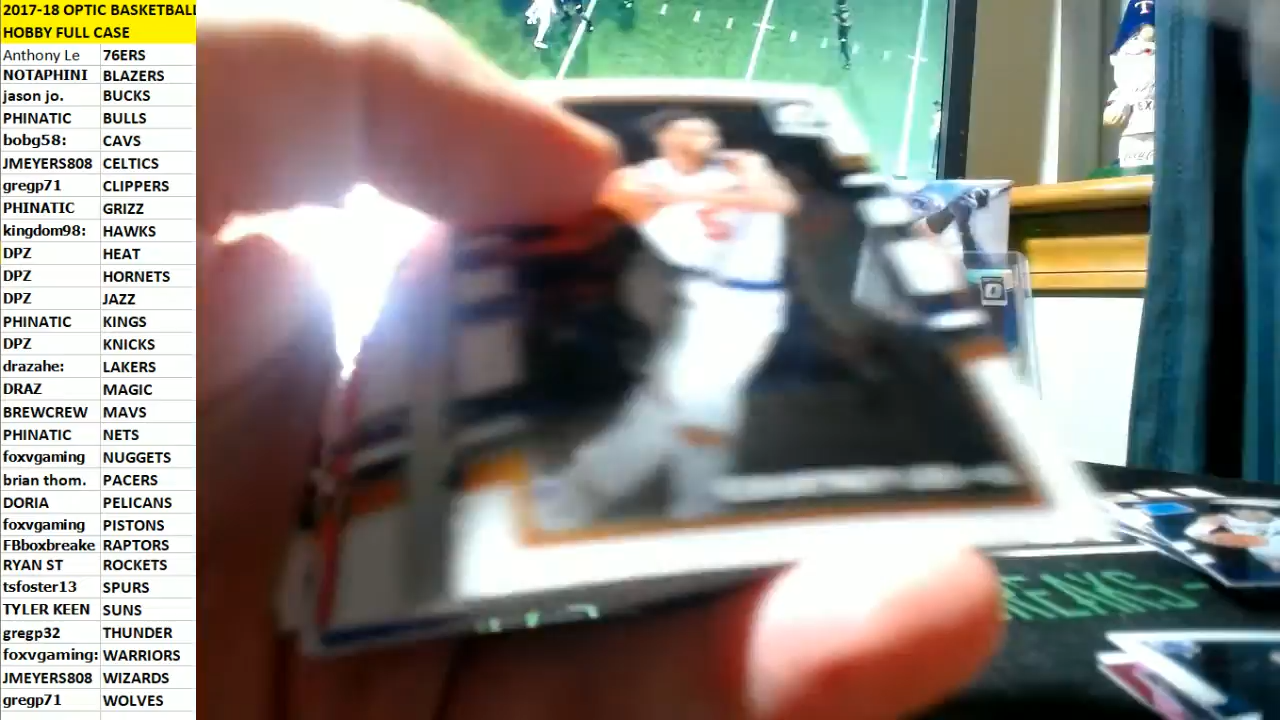 2017-18 OPTIC BASKETBALL
HOBBY FULL CASE
Anthony Le 76ERS
NOTAPHINI BLAZERS
jason jo. BUCKS
PHINATIC BULLS
bobg58: CAVS
JMEYERS808 CELTICS
gregp71 CLIPPERS
PHINATIC GRIZZ
kingdom98: HAWKS
DPZ HEAT
DPZ HORNETS
DPZ JAZZ
PHINATIC KINGS
DPZ KNICKS
drazahe: LAKERS
DRAZ MAGIC
BREWCREW MAVS
PHINATIC NETS
foxvgaming NUGGETS
brian thom. PACERS
DORIA PELICANS
foxvgaming PISTONS
FBboxbreake RAPTORS
RYAN ST ROCKETS
tsfoster13 SPURS
TYLER KEEN SUNS
gregp32 THUNDER
foxvgaming: WARRIORS
JMEYERS808 WIZARDS
gregp71 WOLVES
REAKS -